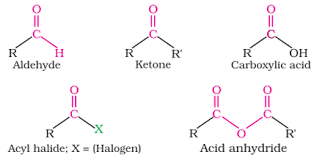 O O O
R C H R C R' R C OH
Aldehyde Ketone Carboxylic acid
O O O
R C X R C O C R'
Acyl halide; X = (Halogen) Acid anhydride